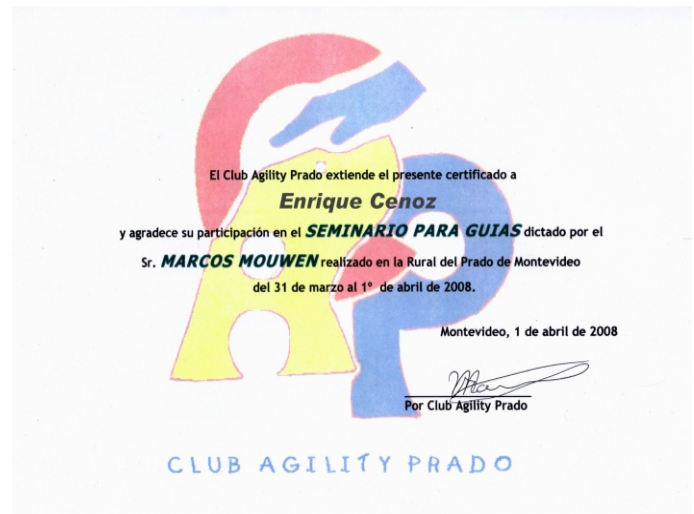 El Club Agility Prado extiende el presente certificado a
Enrique Cenoz
y agradece su participación en el SEMINARIO PARA GUIAS dictado por el
Sr. MARCOS MOUWEN realizado en la Rural del Prado de Montevideo
del 31 de marzo al 1º de abril de 2008.
Montevideo, 1 de abril de 2008
Por Club Agility Prado
CLUB AGILITY PRADO